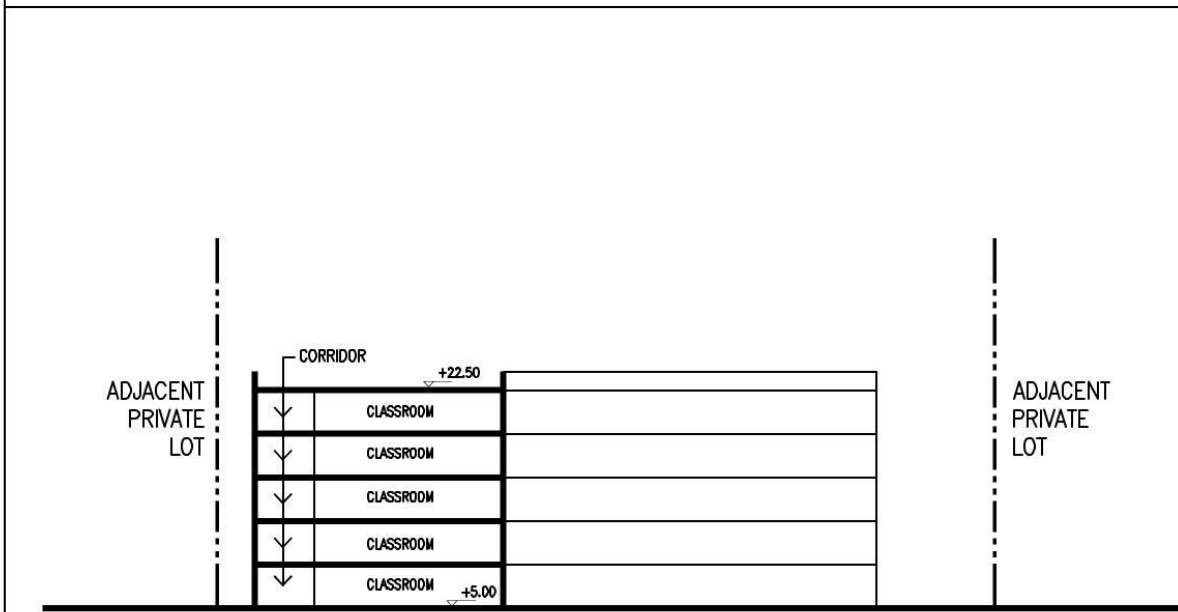 CORRIDOR
+22.50
ADJACENT
PRIVATE
LOT
CLASSROOM
ADJACENT
PRIVATE
LOT
CLASSROOM
CLASSROOM
CLASSROOM
CLASSROOM
+5.00